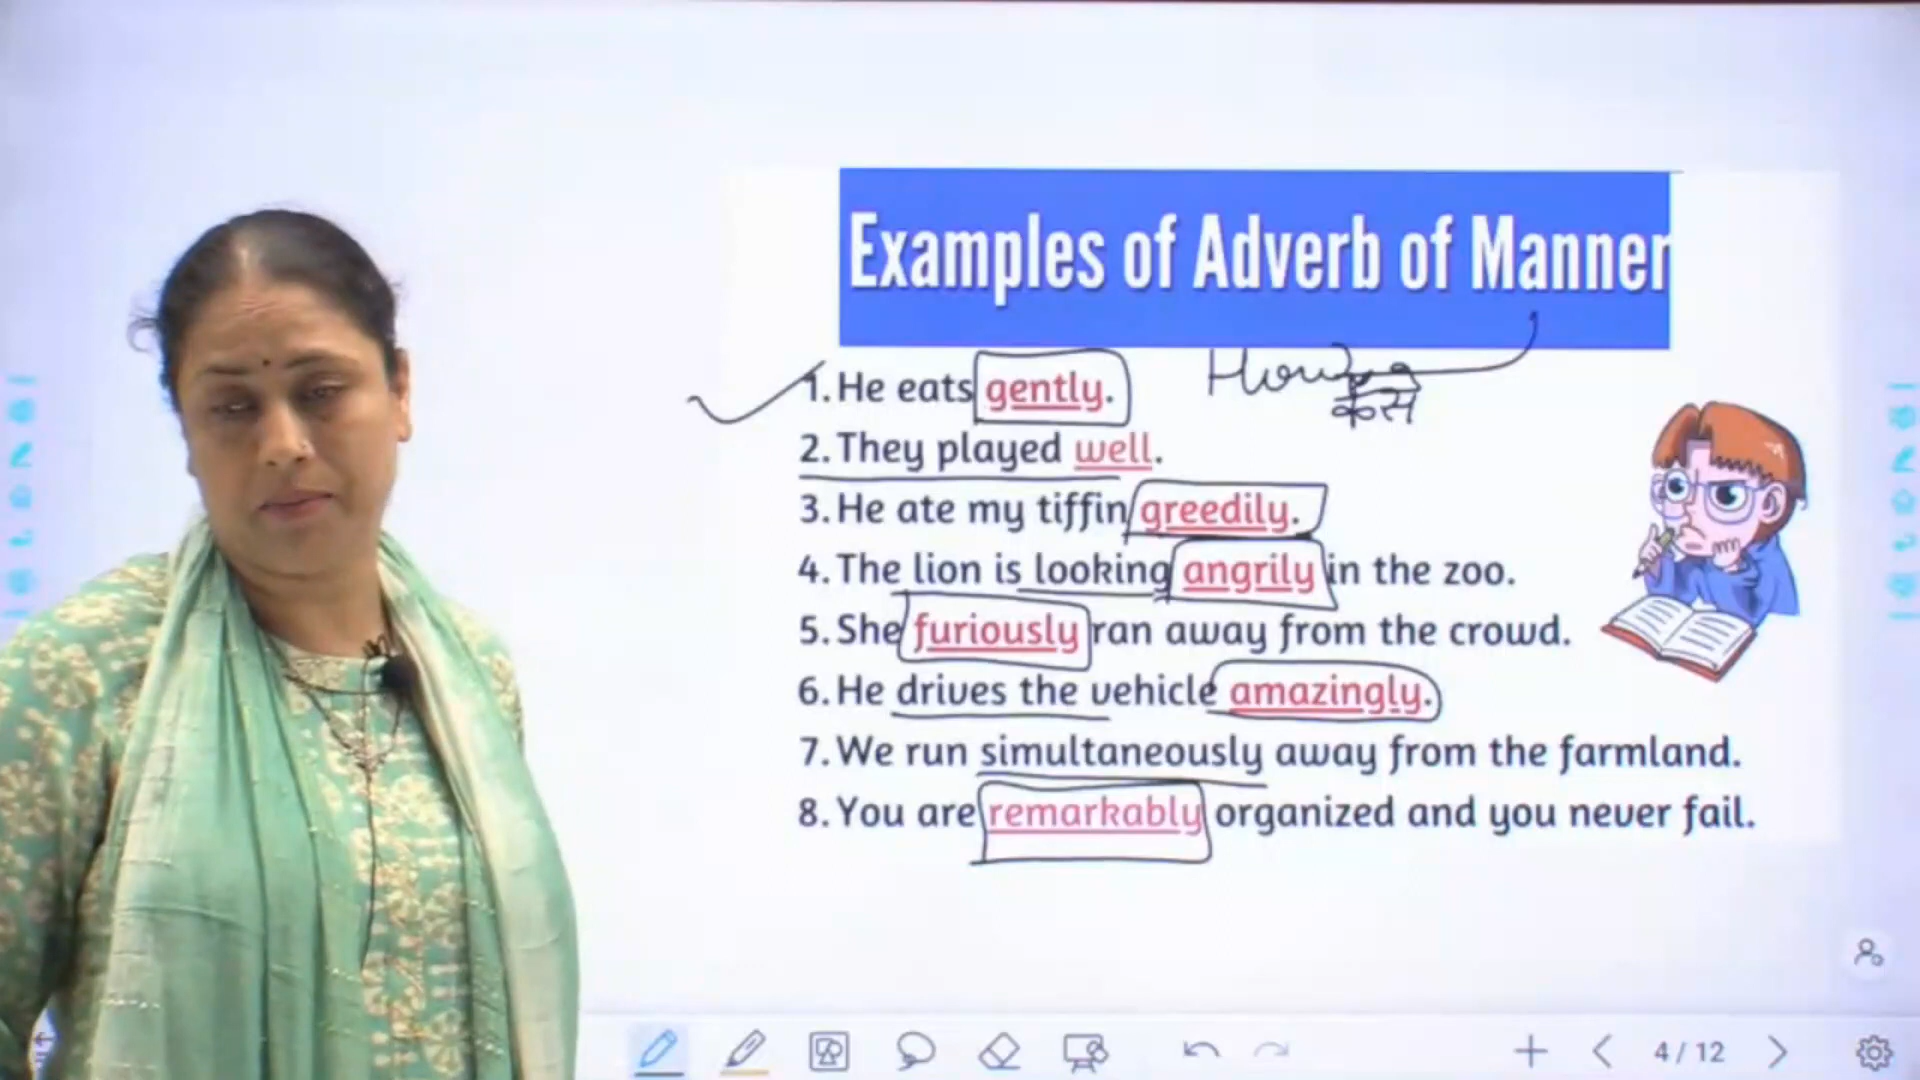 Examples of Adverb of Manner
1. He eats gently.
How
कैसे
2. They played well.
3. He ate my tiffin greedily.
4. The lion is looking angrily in the zoo.
5. She furiously ran away from the crowd.
6. He drives the vehicle amazingly.
7. We run simultaneously away from the farmland.
8. You are remarkably organized and you never fail.
4 / 12